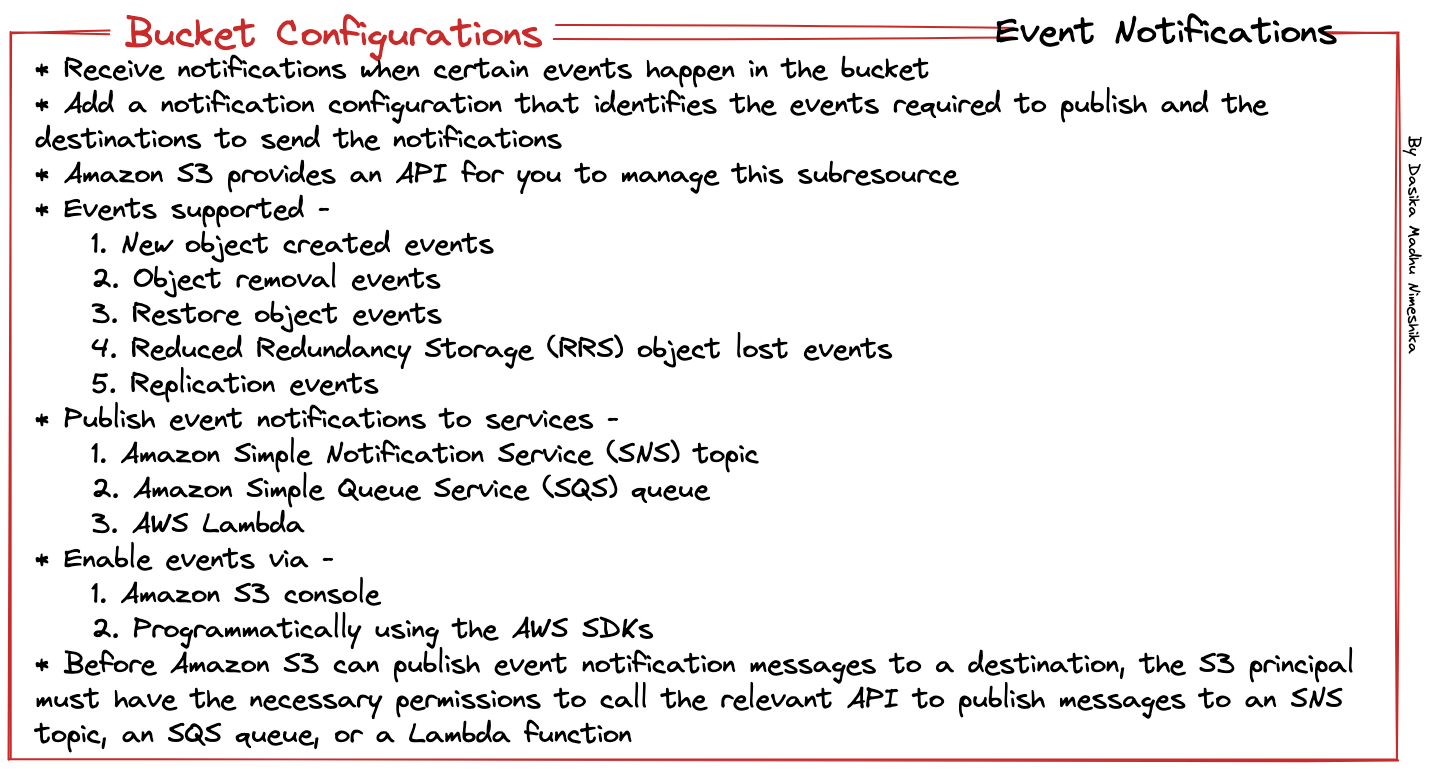 Bucket Configurations
Event Notifications
* Receive notifications when certain events happen in the bucket
* Add a notification configuration that identifies the events required to publish and the
destinations to send the notifications
* Amazon S3 provides an API for you to manage this subresource
* Events supported -
1. New object created events
2. Object removal events
3. Restore object events
4. Reduced Redundancy Storage (RRS) object lost events
5. Replication events
* Publish event notifications to services -
1. Amazon Simple Notification Service (SNS) topic
2. Amazon Simple Queue Service (SQS) queue
3. AWS Lambda
* Enable events via -
1. Amazon S3 console
2. Programmatically using the AWS SDKs
* Before Amazon S3 can publish event notification messages to a destination, the S3 principal
must have the necessary permissions to call the relevant API to publish messages to an SNS
topic, an SQS queue, or a Lambda function
By Dasika Madhu Nimeshika